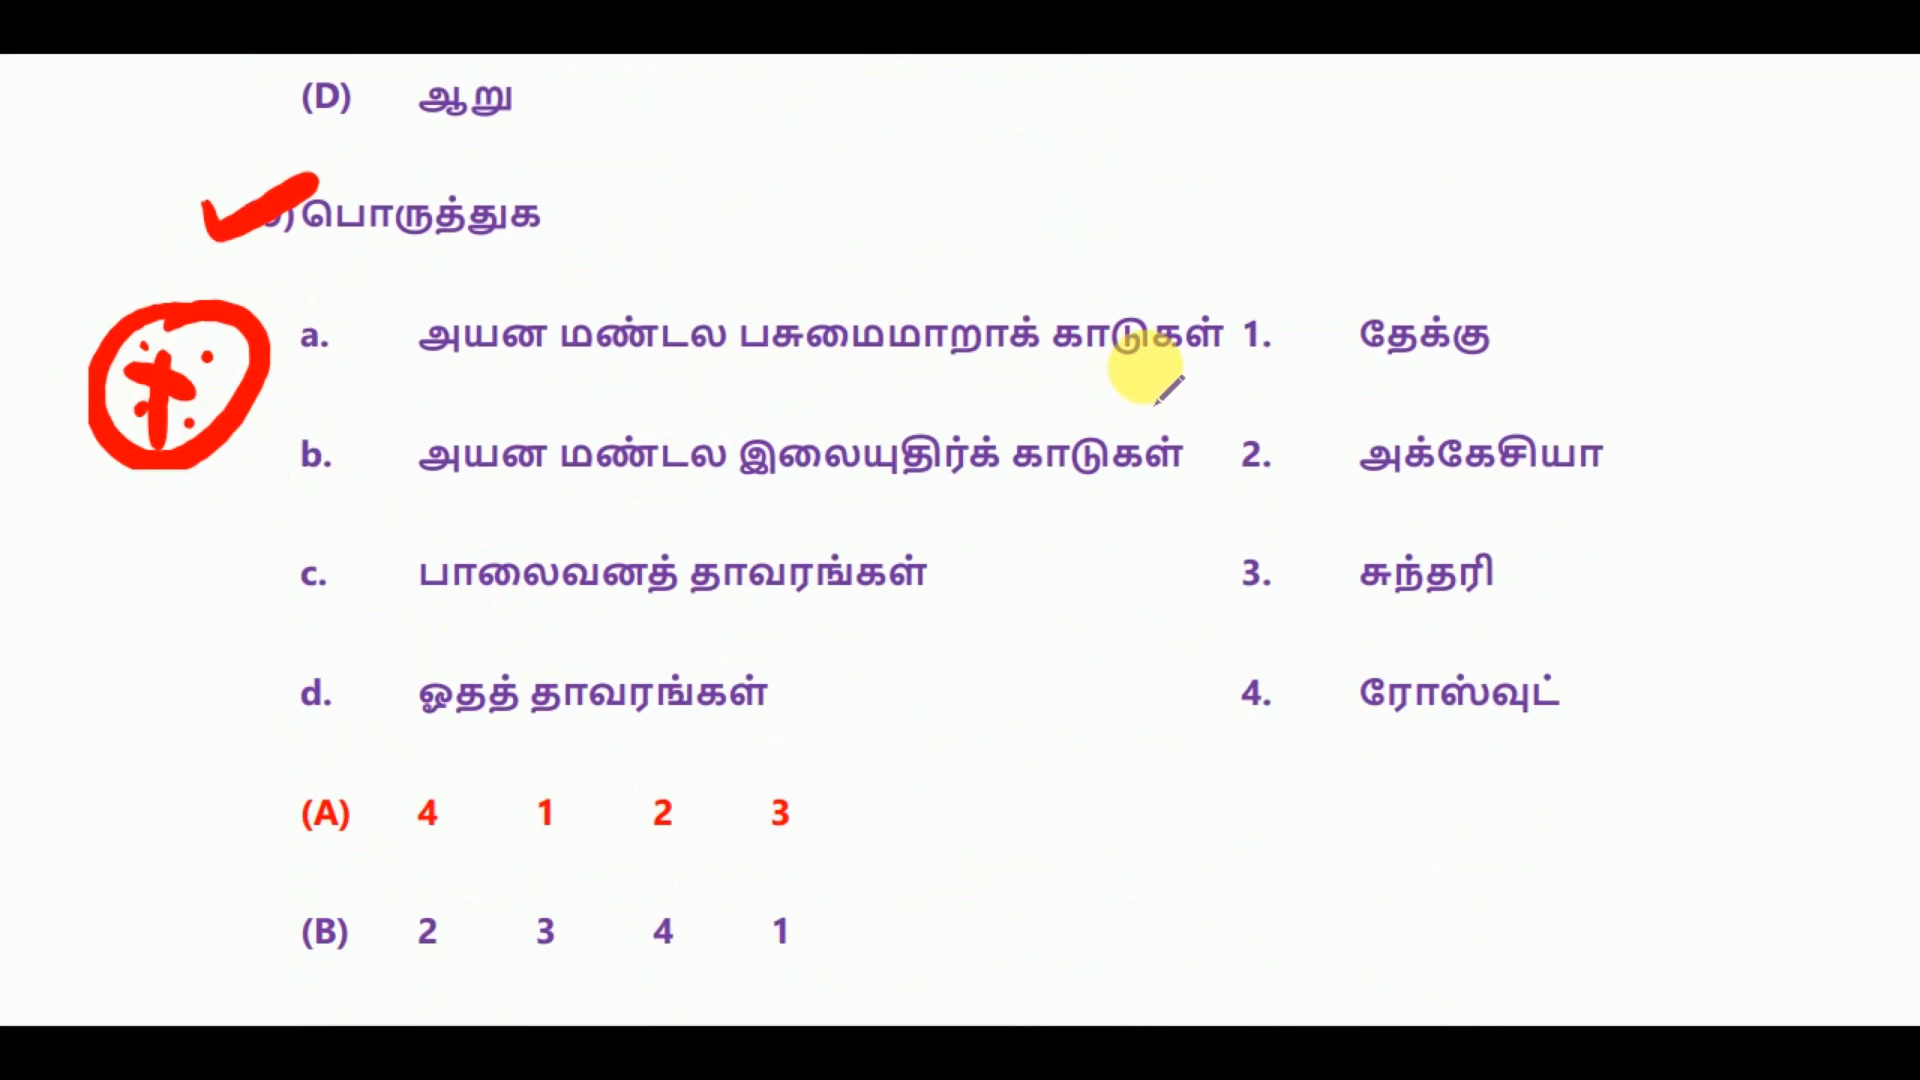 (D) ஆறு
பொருத்துக
a. அயன மண்டல பசுமைமாறாக் காடுகள் 1. தேக்கு
b. அயன மண்டல இலையுதிர்க் காடுகள் 2. அக்கேசியா
c. பாலைவனத் தாவரங்கள் 3. சுந்தரி
d. ஓதத் தாவரங்கள் 4. ரோஸ்வுட்
(A) 4 1 2 3
(B) 2 3 4 1